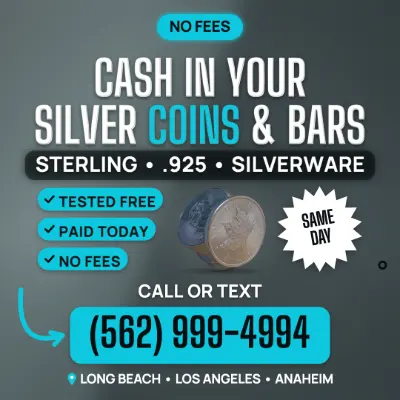 NO FEES
CASH IN YOUR
SILVER COINS & BARS
STERLING • .925 • SILVERWARE
TESTED FREE
PAID TODAY
NO FEES
SAME
DAY
CALL OR TEXT
(562) 999-4994
LONG BEACH • LOS ANGELES • ANAHEIM